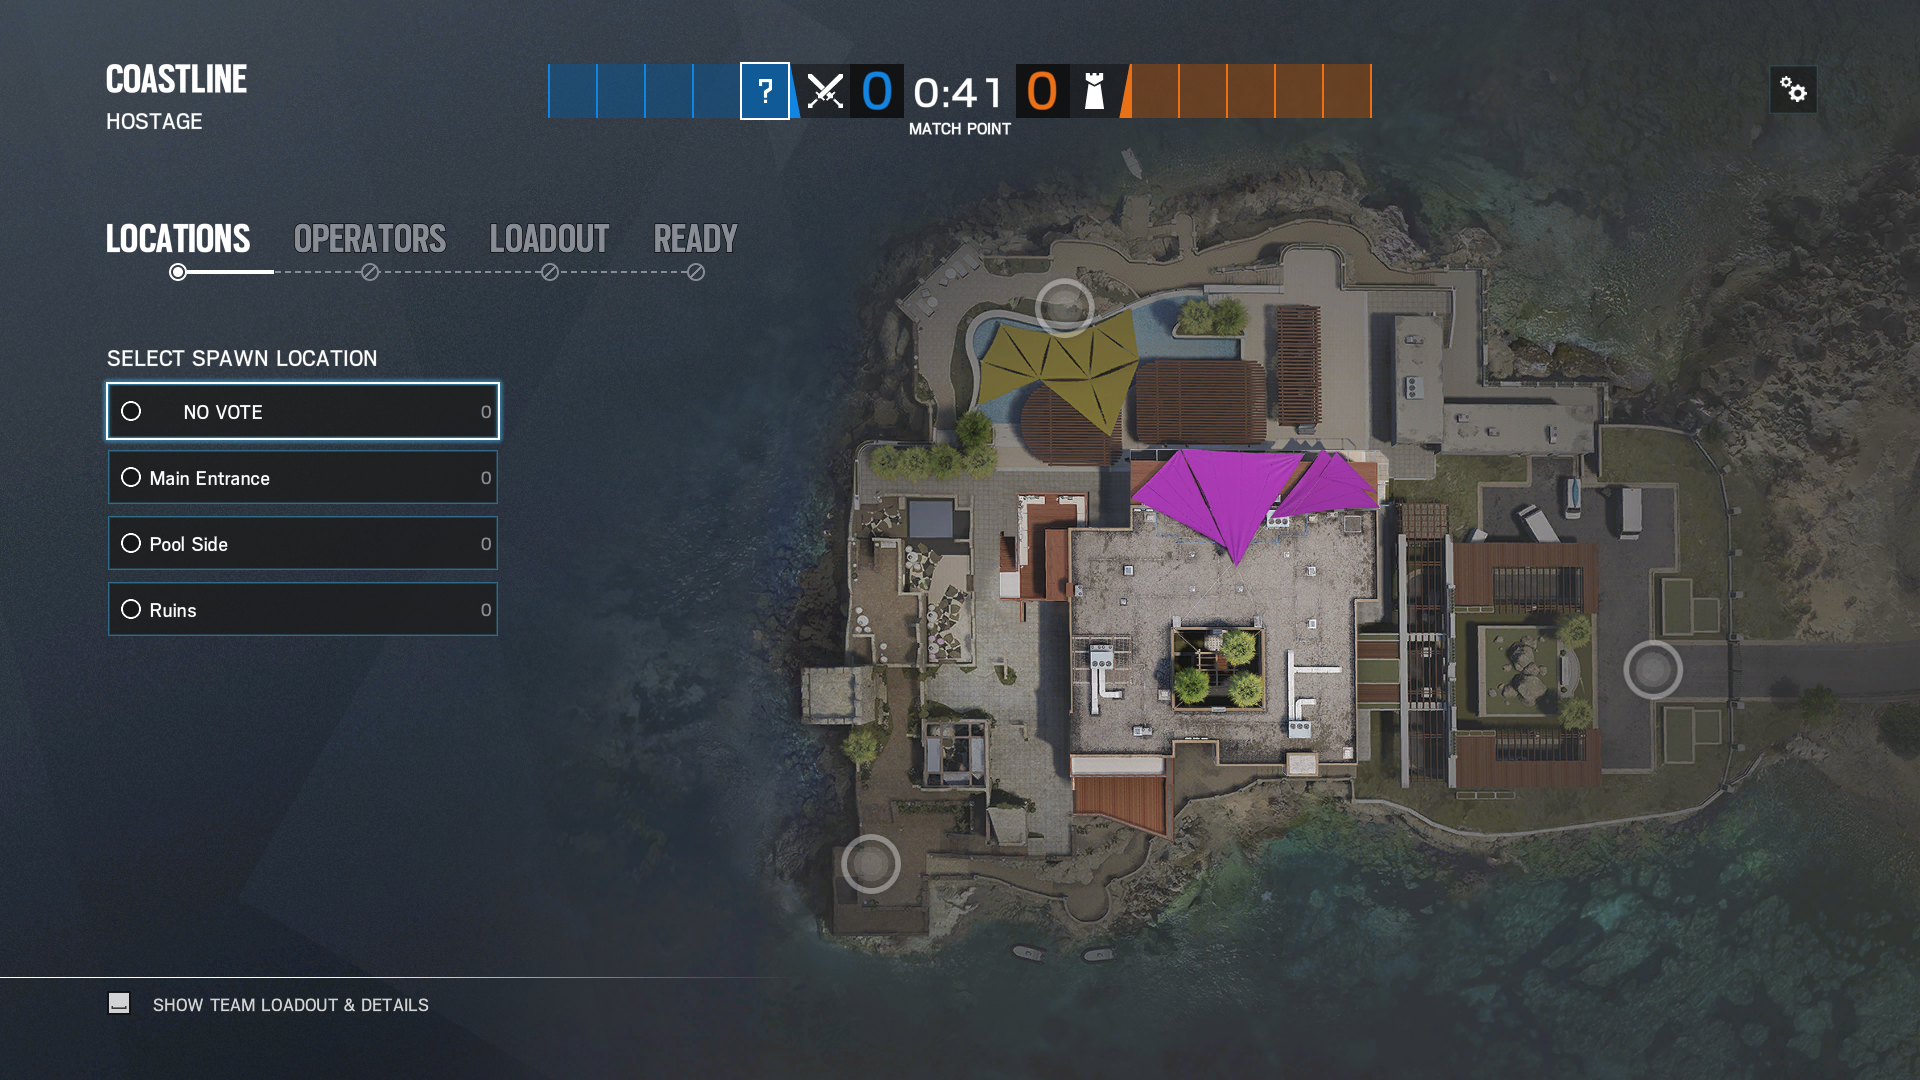 COASTLINE
HOSTAGE
?
0
0:41
0
MATCH POINT
LOCATIONS
OPERATORS
LOADOUT
READY
SELECT SPAWN LOCATION
NO VOTE 0
Main Entrance 0
Pool Side 0
Ruins 0
SHOW TEAM LOADOUT & DETAILS